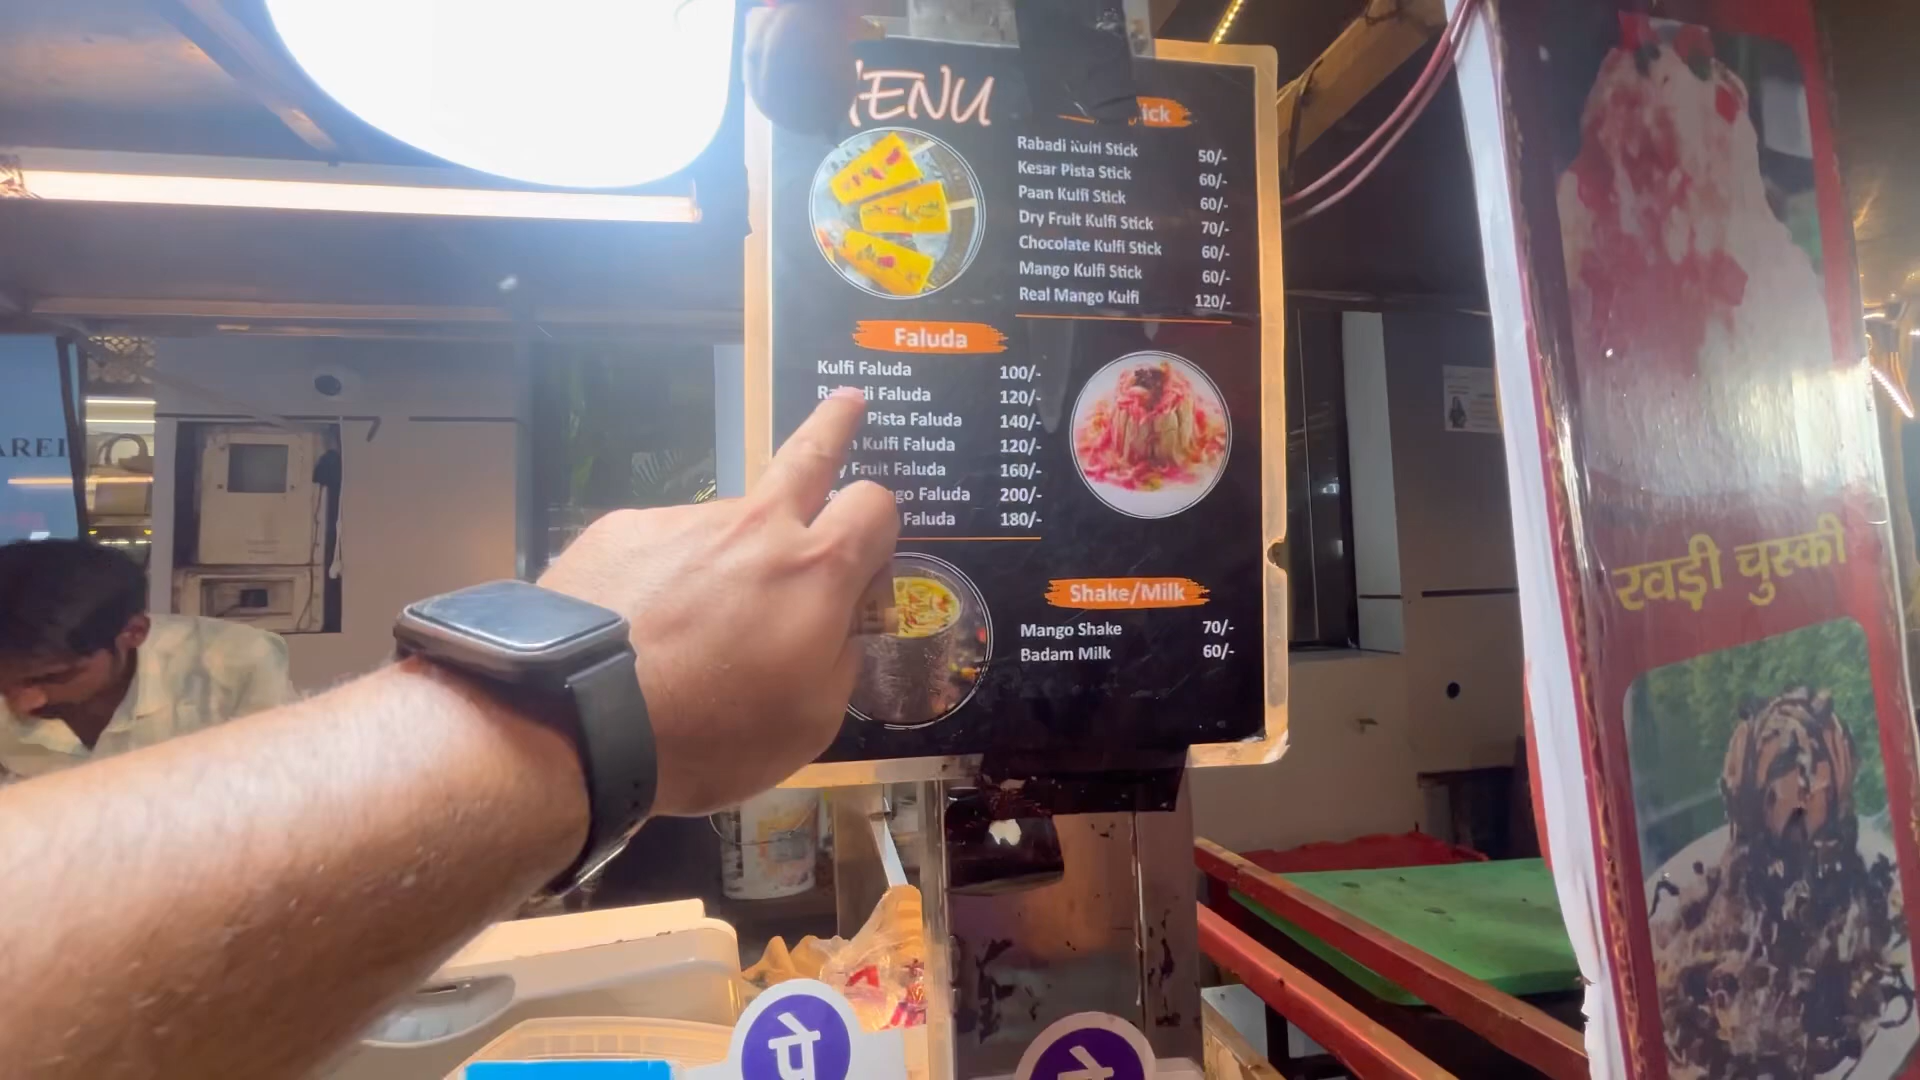 MENU
Rabadi Kulfi Stick 50/-
Kesar Pista Stick 60/-
Paan Kulfi Stick 60/-
Dry Fruit Kulfi Stick 70/-
Chocolate Kulfi Stick 60/-
Mango Kulfi Stick 60/-
Real Mango Kulfi 120/-
Faluda
Kulfi Faluda 100/-
Rabadi Faluda 120/-
Pista Faluda 140/-
Kulfi Faluda 120/-
Fruit Faluda 160/-
Faluda 200/-
Faluda 180/-
Shake/Milk
Mango Shake 70/-
Badam Milk 60/-
रबड़ी चुस्की
पे